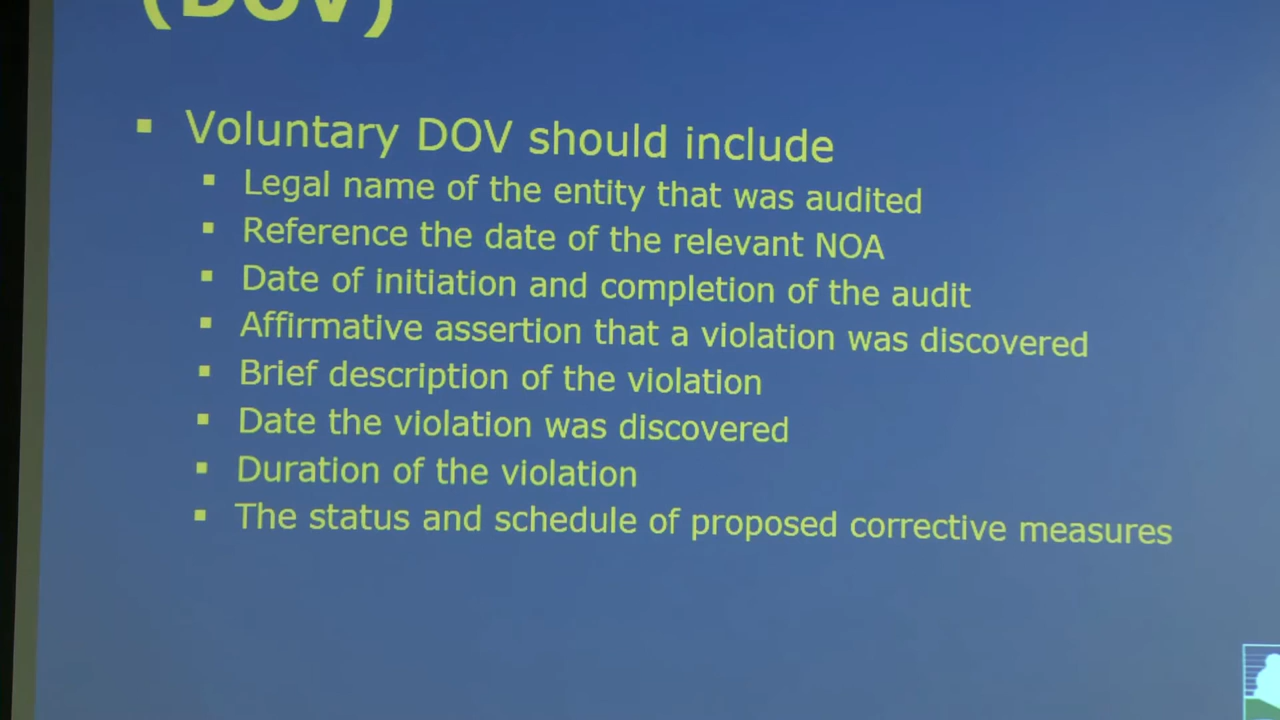 (DOV)
▪ Voluntary DOV should include
▪ Legal name of the entity that was audited
▪ Reference the date of the relevant NOA
▪ Date of initiation and completion of the audit
▪ Affirmative assertion that a violation was discovered
▪ Brief description of the violation
▪ Date the violation was discovered
▪ Duration of the violation
▪ The status and schedule of proposed corrective measures